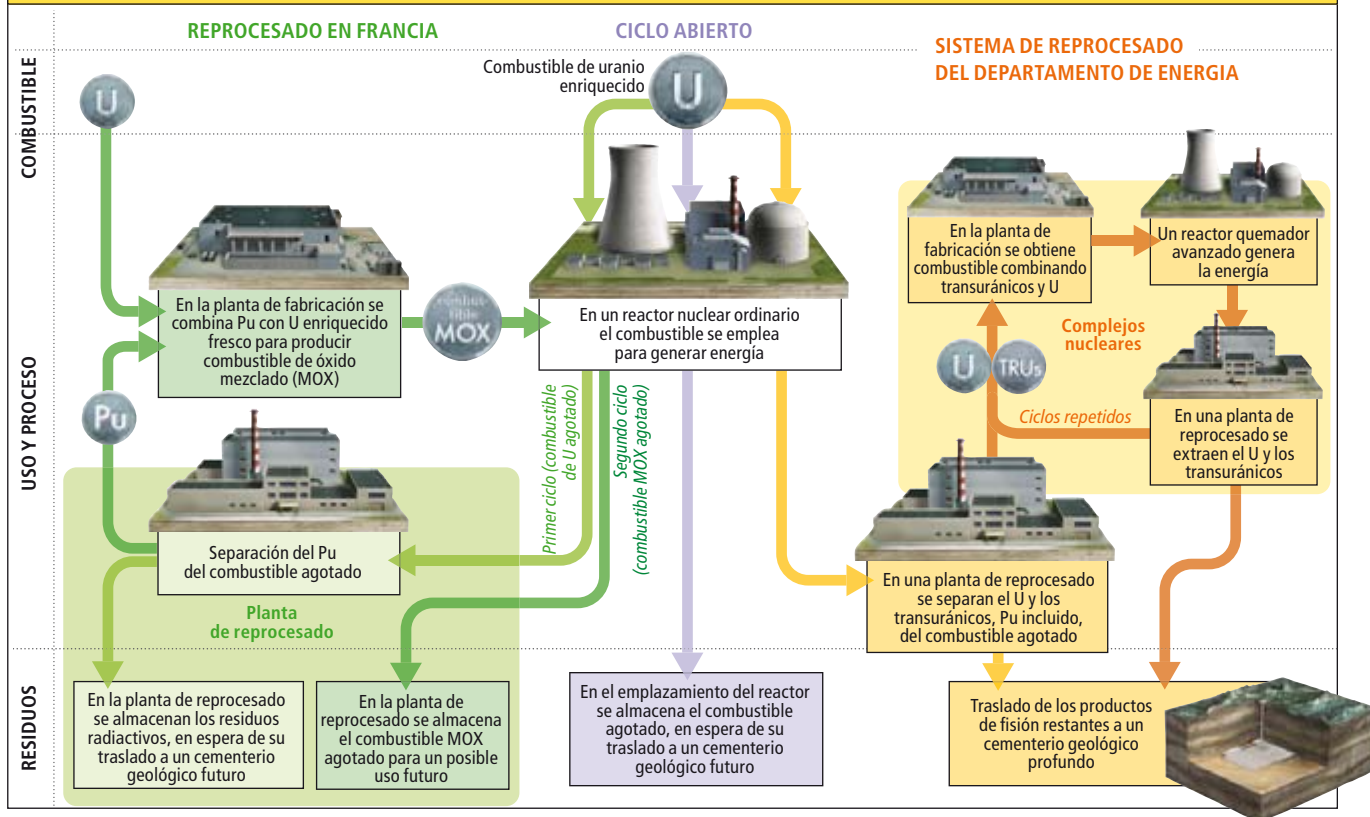 REPROCESADO EN FRANCIA
CICLO ABIERTO
SISTEMA DE REPROCESADO
DEL DEPARTAMENTO DE ENERGIA
COMBUSTIBLE
U
Combustible de uranio
enriquecido
U
USO Y PROCESO
En la planta de fabricación se
combina Pu con U enriquecido
fresco para producir
combustible de óxido
mezclado (MOX)
combus-
tible
MOX
En un reactor nuclear ordinario
el combustible se emplea
para generar energía
En la planta de
fabricación se obtiene
combustible combinando
transuránicos y U
Un reactor quemador
avanzado genera
la energía
Complejos
nucleares
U
TRUs
Ciclos repetidos
En una planta de
reprocesado se
extraen el U y los
transuránicos
Pu
Primer ciclo (combustible
de U agotado)
Segundo ciclo
(combustible MOX agotado)
Separación del Pu
del combustible agotado
Planta
de reprocesado
En una planta de reprocesado
se separan el U y los
transuránicos, Pu incluido,
del combustible agotado
RESIDUOS
En la planta de reprocesado
se almacenan los residuos
radiactivos, en espera de su
traslado a un cementerio
geológico futuro
En la planta de
reprocesado se almacena
el combustible MOX
agotado para un posible
uso futuro
En el emplazamiento del reactor
se almacena el combustible
agotado, en espera de su
traslado a un cementerio
geológico futuro
Traslado de los productos
de fisión restantes a un
cementerio geológico
profundo